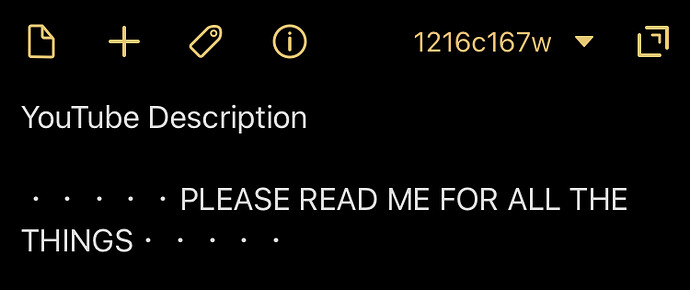 1216c167w
YouTube Description
・・・・・PLEASE READ ME FOR ALL THE
THINGS・・・・・